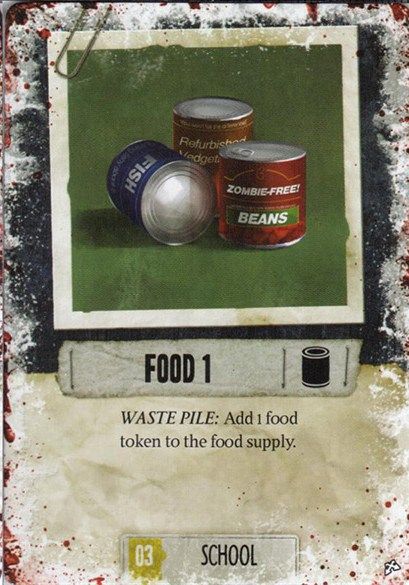 Refurbished
Vedget
FISH
ZOMBIE-FREE!
BEANS
FOOD 1
WASTE PILE: Add 1 food
token to the food supply.
03 SCHOOL